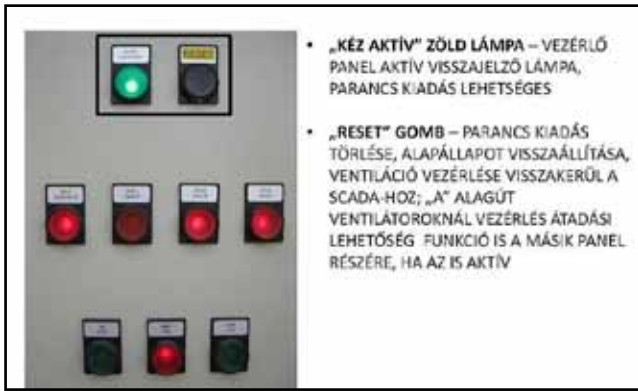 RESET
• „KÉZ AKTÍV” ZÖLD LÁMPA – VEZÉRLŐ
PANEL AKTÍV VISSZAJELZŐ LÁMPA,
PARANCS KIADÁS LEHETSÉGES
• „RESET” GOMB – PARANCS KIADÁS
TÖRLÉSE, ALAPÁLLAPOT VISSZAÁLLÍTÁSA,
VENTILÁCIÓ VEZÉRLÉSE VISSZAKERÜL A
SCADA-HOZ; „A” ALAGÚT
VENTILÁTOROKNÁL VEZÉRLÉS ÁTADÁSI
LEHETŐSÉG FUNKCIÓ IS A MÁSIK PANEL
RÉSZÉRE, HA AZ IS AKTÍV